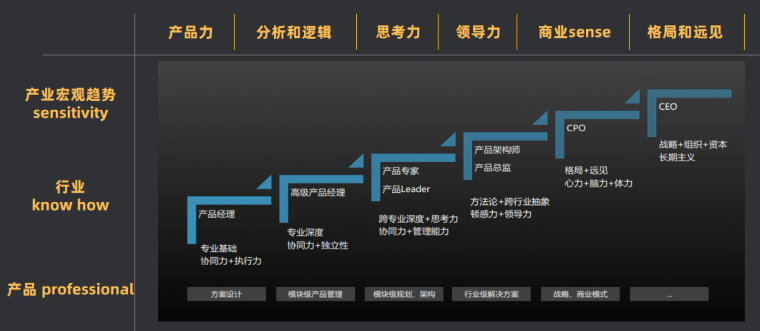 产品力
分析和逻辑
思考力
领导力
商业sense
格局和远见
产业宏观趋势
sensitivity
行业
know how
产品 professional
产品经理
专业基础
协同力+执行力
高级产品经理
专业深度
协同力+独立性
产品专家
产品Leader
跨专业深度+思考力
协同力+管理能力
产品架构师
产品总监
方法论+跨行业抽象
顿感力+领导力
CPO
格局+远见
心力+脑力+体力
CEO
战略+组织+资本
长期主义
方案设计
模块级产品管理
模块级规划、架构
行业级解决方案
战略、商业模式
...